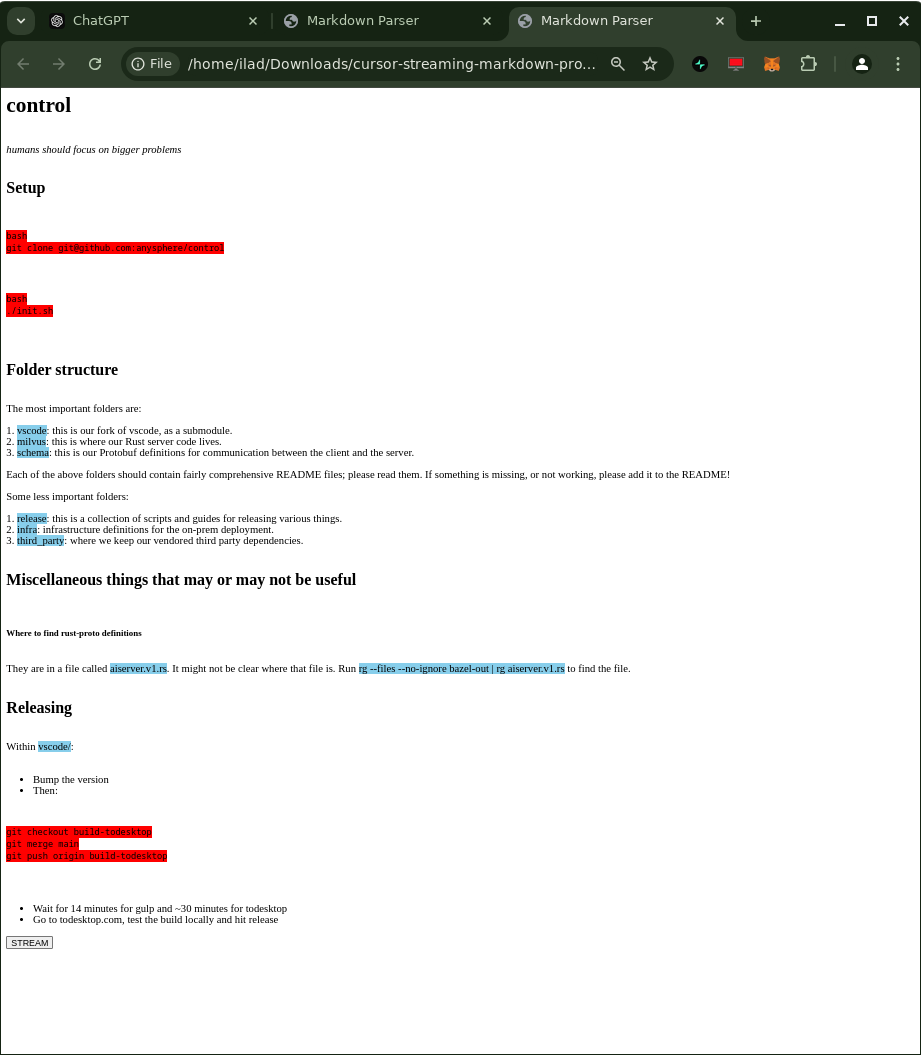 ChatGPT
Markdown Parser
Markdown Parser
File
/home/ilad/Downloads/cursor-streaming-markdown-pro...
control
humans should focus on bigger problems
Setup
bash
git clone git@github.com:anysphere/control
bash
./init.sh
Folder structure
The most important folders are:
1. vscode: this is our fork of vscode, as a submodule.
2. milvus: this is where our Rust server code lives.
3. schema: this is our Protobuf definitions for communication between the client and the server.
Each of the above folders should contain fairly comprehensive README files; please read them. If something is missing, or not working, please add it to the README!
Some less important folders:
1. release: this is a collection of scripts and guides for releasing various things.
2. infra: infrastructure definitions for the on-prem deployment.
3. third_party: where we keep our vendored third party dependencies.
Miscellaneous things that may or may not be useful
Where to find rust-proto definitions
They are in a file called aiserver.v1.rs. It might not be clear where that file is. Run rg --files --no-ignore bazel-out | rg aiserver.v1.rs to find the file.
Releasing
Within vscode/:
• Bump the version
• Then:
git checkout build-todesktop
git merge main
git push origin build-todesktop
• Wait for 14 minutes for gulp and ~30 minutes for todesktop
• Go to todesktop.com, test the build locally and hit release
STREAM